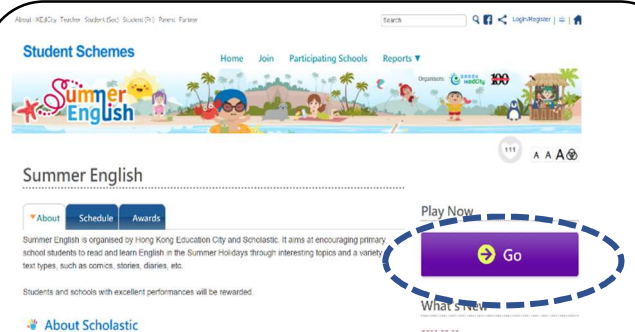 About HKEdCity Teacher Student (Sec) Student (Pri) Parent Partner
Search
Login/Register
Student Schemes
Home Join Participating Schools Reports ▼
Organisers:
Summer
English
111
A A A
Summer English
Play Now
About Schedule Awards
Go
Summer English is organised by Hong Kong Education City and Scholastic. It aims at encouraging primary
school students to read and learn English in the Summer Holidays through interesting topics and a variety
text types, such as comics, stories, diaries, etc.
What's New
Students and schools with excellent performances will be rewarded.
About Scholastic